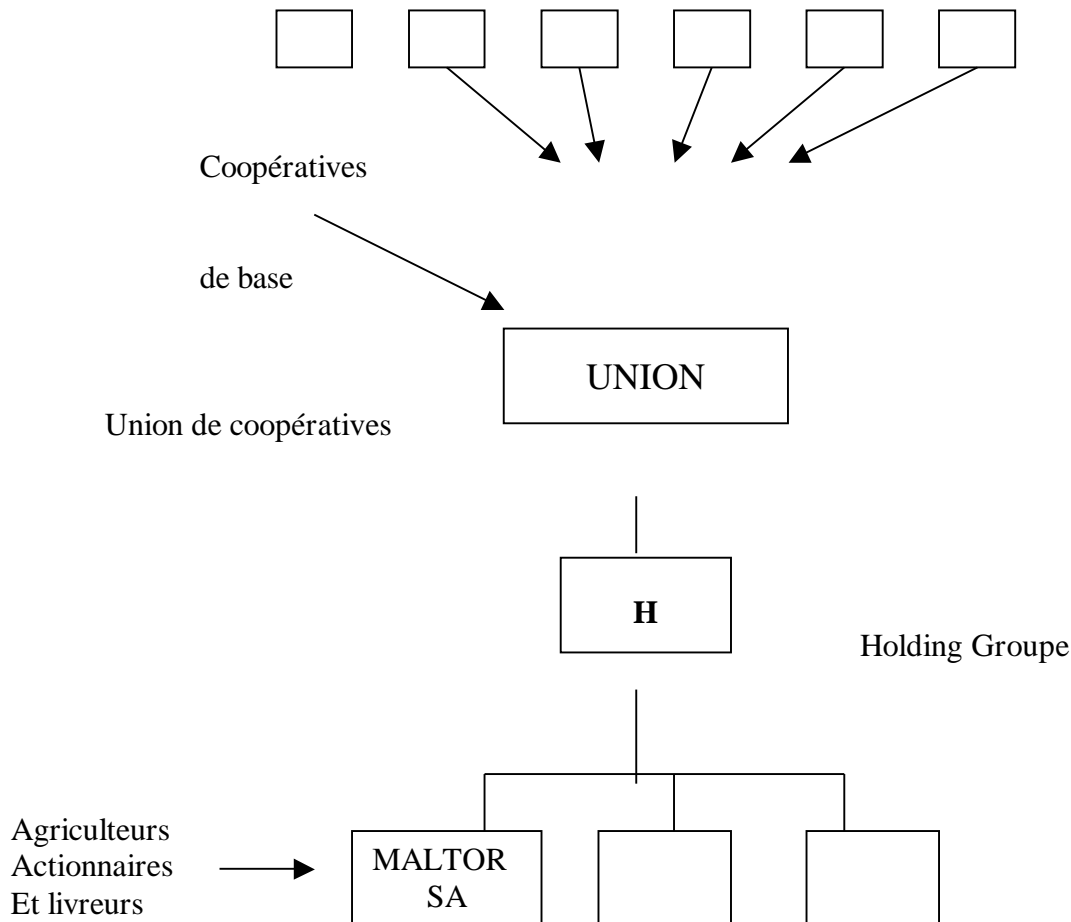 Coopératives
de base
UNION
Union de coopératives
H
Holding Groupe
Agriculteurs
Actionnaires
Et livreurs
MALTOR
SA